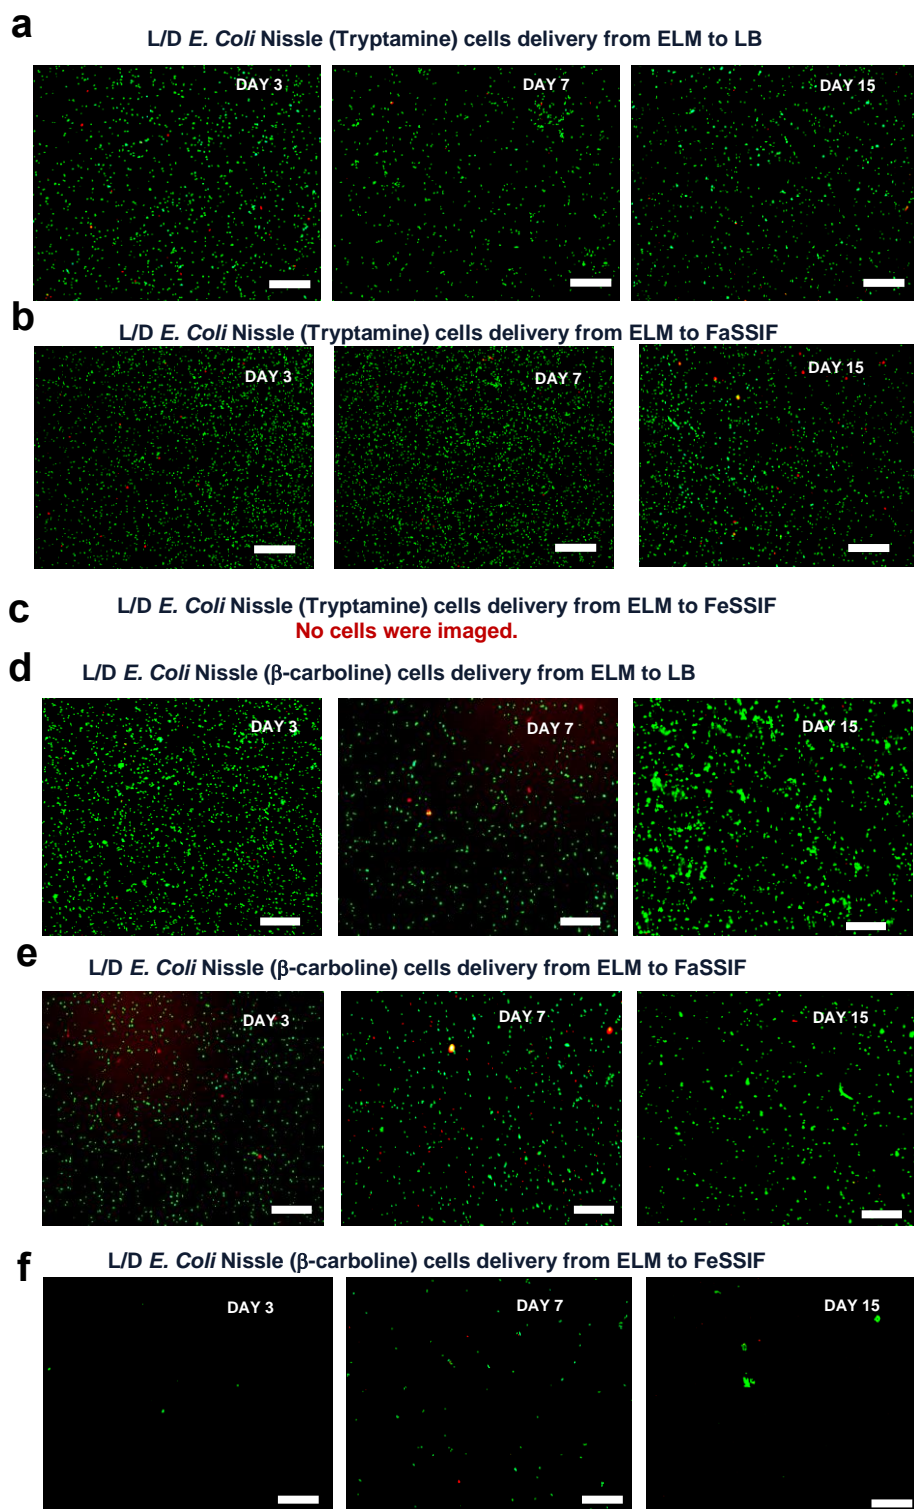 a
L/D E. Coli Nissle (Tryptamine) cells delivery from ELM to LB
DAY 3
DAY 7
DAY 15
b
L/D E. Coli Nissle (Tryptamine) cells delivery from ELM to FaSSIF
DAY 3
DAY 7
DAY 15
c
L/D E. Coli Nissle (Tryptamine) cells delivery from ELM to FeSSIF
No cells were imaged.
d
L/D E. Coli Nissle (β-carboline) cells delivery from ELM to LB
DAY 3
DAY 7
DAY 15
e
L/D E. Coli Nissle (β-carboline) cells delivery from ELM to FaSSIF
DAY 3
DAY 7
DAY 15
f
L/D E. Coli Nissle (β-carboline) cells delivery from ELM to FeSSIF
DAY 3
DAY 7
DAY 15